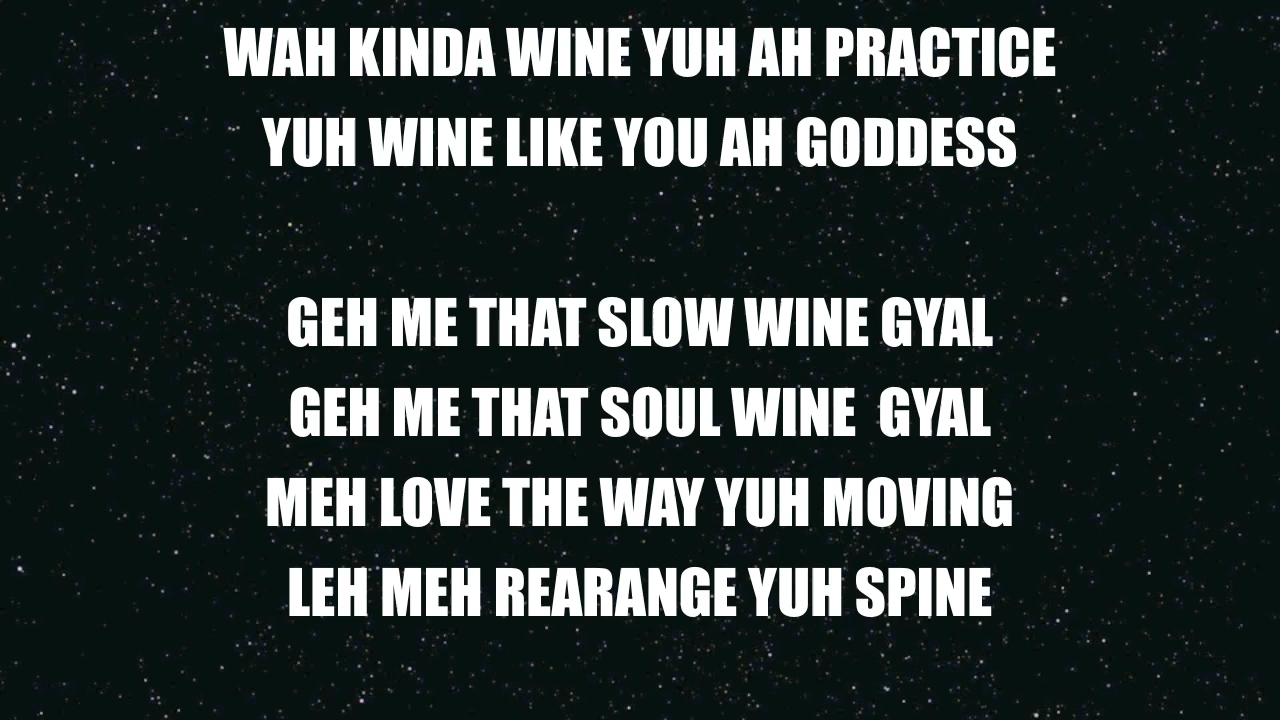 WAH KINDA WINE YUH AH PRACTICE
YUH WINE LIKE YOU AH GODDESS
GEH ME THAT SLOW WINE GYAL
GEH ME THAT SOUL WINE  GYAL
MEH LOVE THE WAY YUH MOVING
LEH MEH REARANGE YUH SPINE